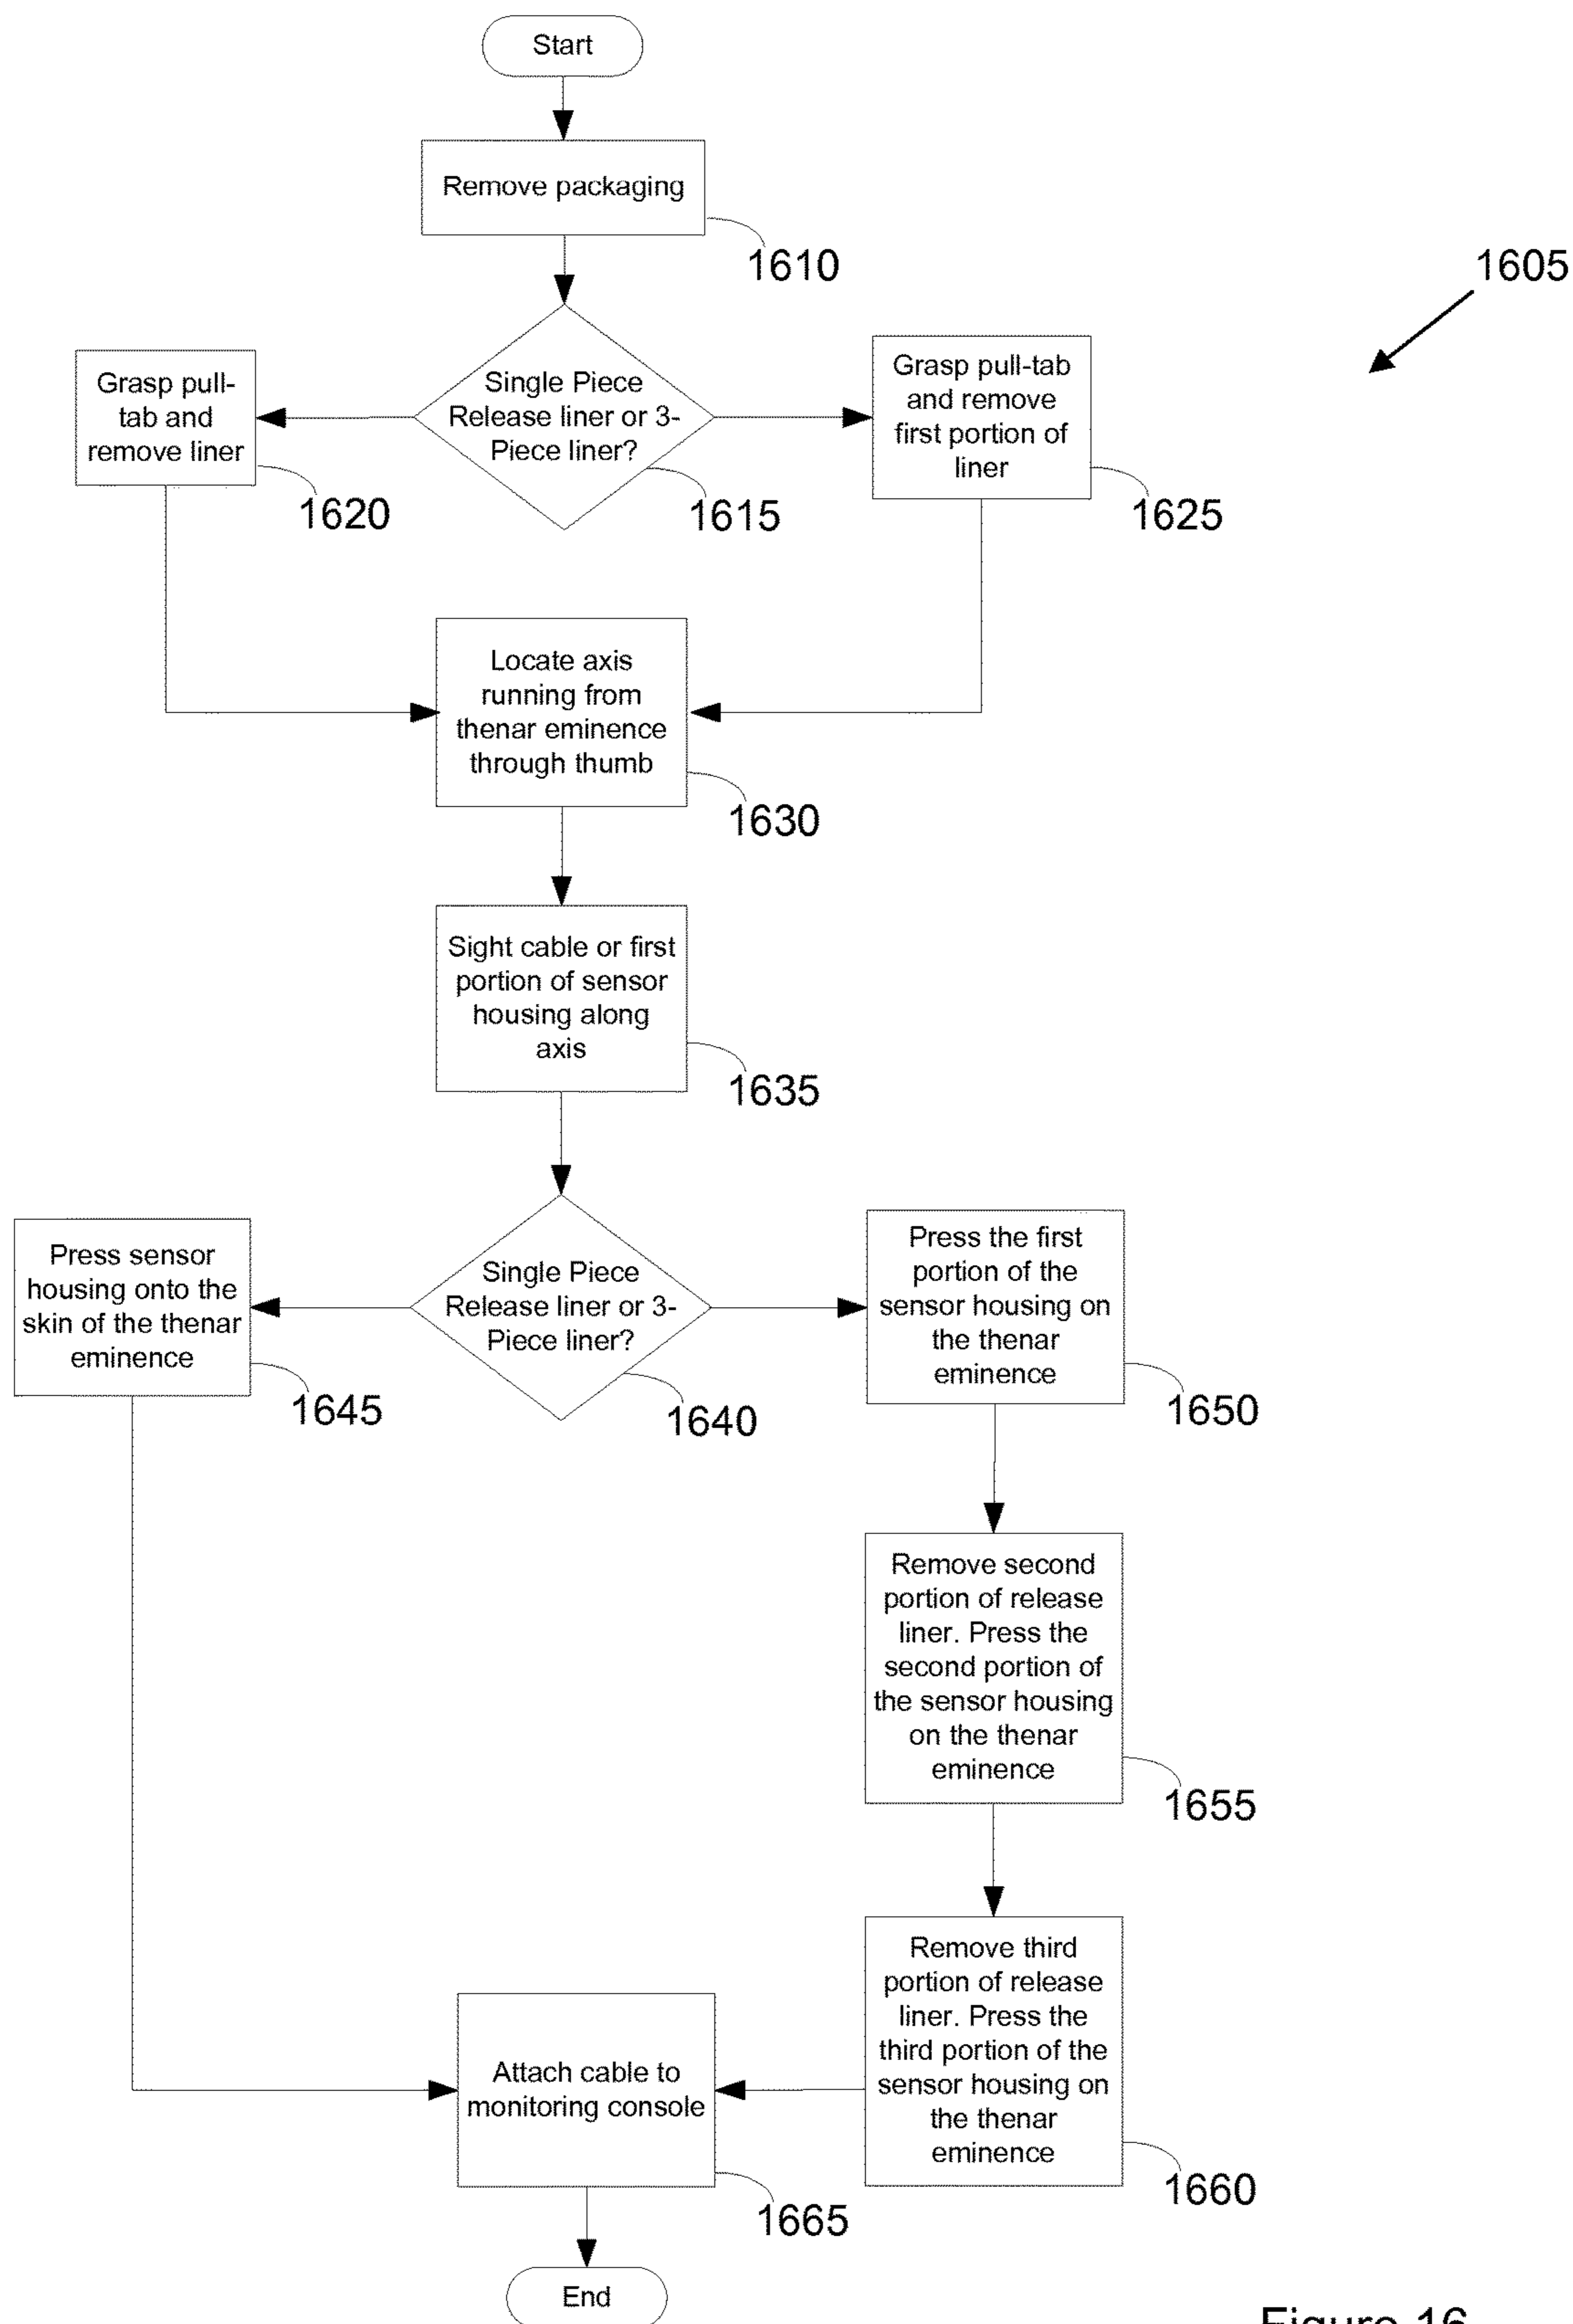 Start
Remove packaging
1610
1605
Single Piece
Release liner or 3-
Piece liner?
1615
Grasp pull-
tab and
remove liner
1620
Grasp pull-tab
and remove
first portion of
liner
1625
Locate axis
running from
thenar eminence
through thumb
1630
Sight cable or first
portion of sensor
housing along
axis
1635
Single Piece
Release liner or 3-
Piece liner?
1640
Press sensor
housing onto the
skin of the thenar
eminence
1645
Press the first
portion of the
sensor housing on
the thenar
eminence
1650
Remove second
portion of release
liner. Press the
second portion of
the sensor housing
on the thenar
eminence
1655
Remove third
portion of release
liner. Press the
third portion of the
sensor housing on
the thenar
eminence
1660
Attach cable to
monitoring console
1665
End
Figure 16